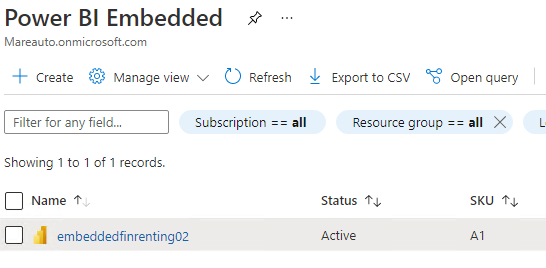 Power BI Embedded
Mareauto.onmicrosoft.com
Create Manage view Refresh Export to CSV Open query
Filter for any field... Subscription == all Resource group == all
Showing 1 to 1 of 1 records.
Name Status SKU
embeddedfinrenting02 Active A1